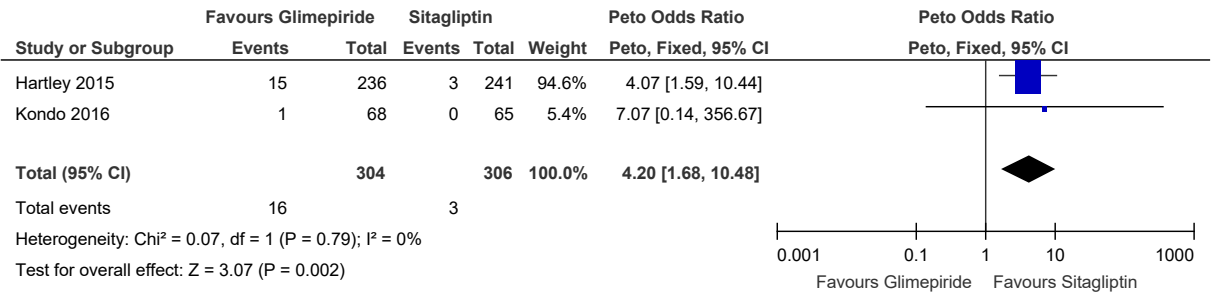 Favours Glimepiride Sitagliptin Peto Odds Ratio Peto Odds Ratio
Study or Subgroup Events Total Events Total Weight Peto, Fixed, 95% CI Peto, Fixed, 95% CI
Hartley 2015 15 236 3 241 94.6% 4.07 [1.59, 10.44]
Kondo 2016 1 68 0 65 5.4% 7.07 [0.14, 356.67]
Total (95% CI) 304 306 100.0% 4.20 [1.68, 10.48]
Total events 16 3
Heterogeneity: Chi² = 0.07, df = 1 (P = 0.79); I² = 0%
Test for overall effect: Z = 3.07 (P = 0.002)
0.001 0.1 1 10 1000
Favours Glimepiride Favours Sitagliptin